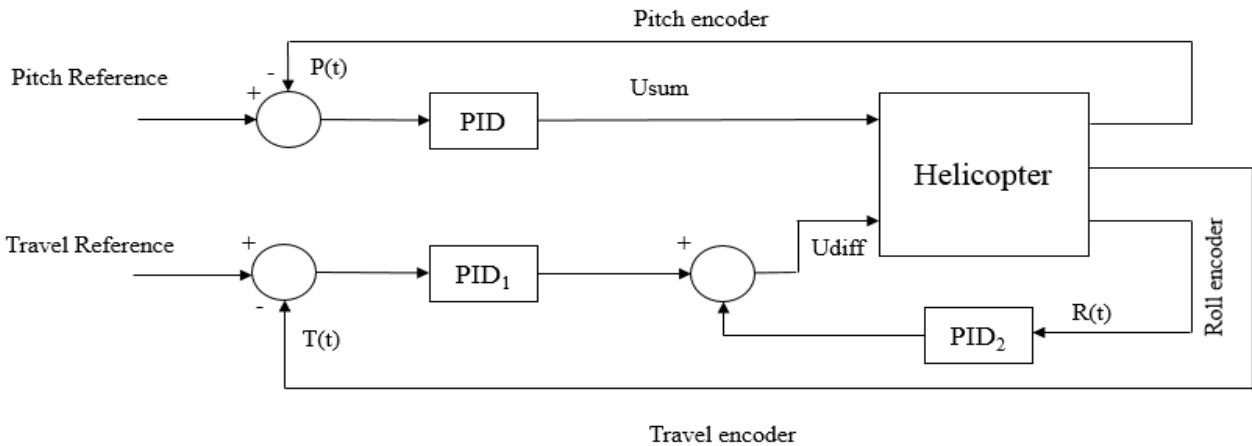 Pitch encoder
Pitch Reference
-
P(t)
+
Usum
PID
Helicopter
Travel Reference
+
+
Udiff
PID₁
Roll encoder
-
T(t)
R(t)
PID₂
Travel encoder